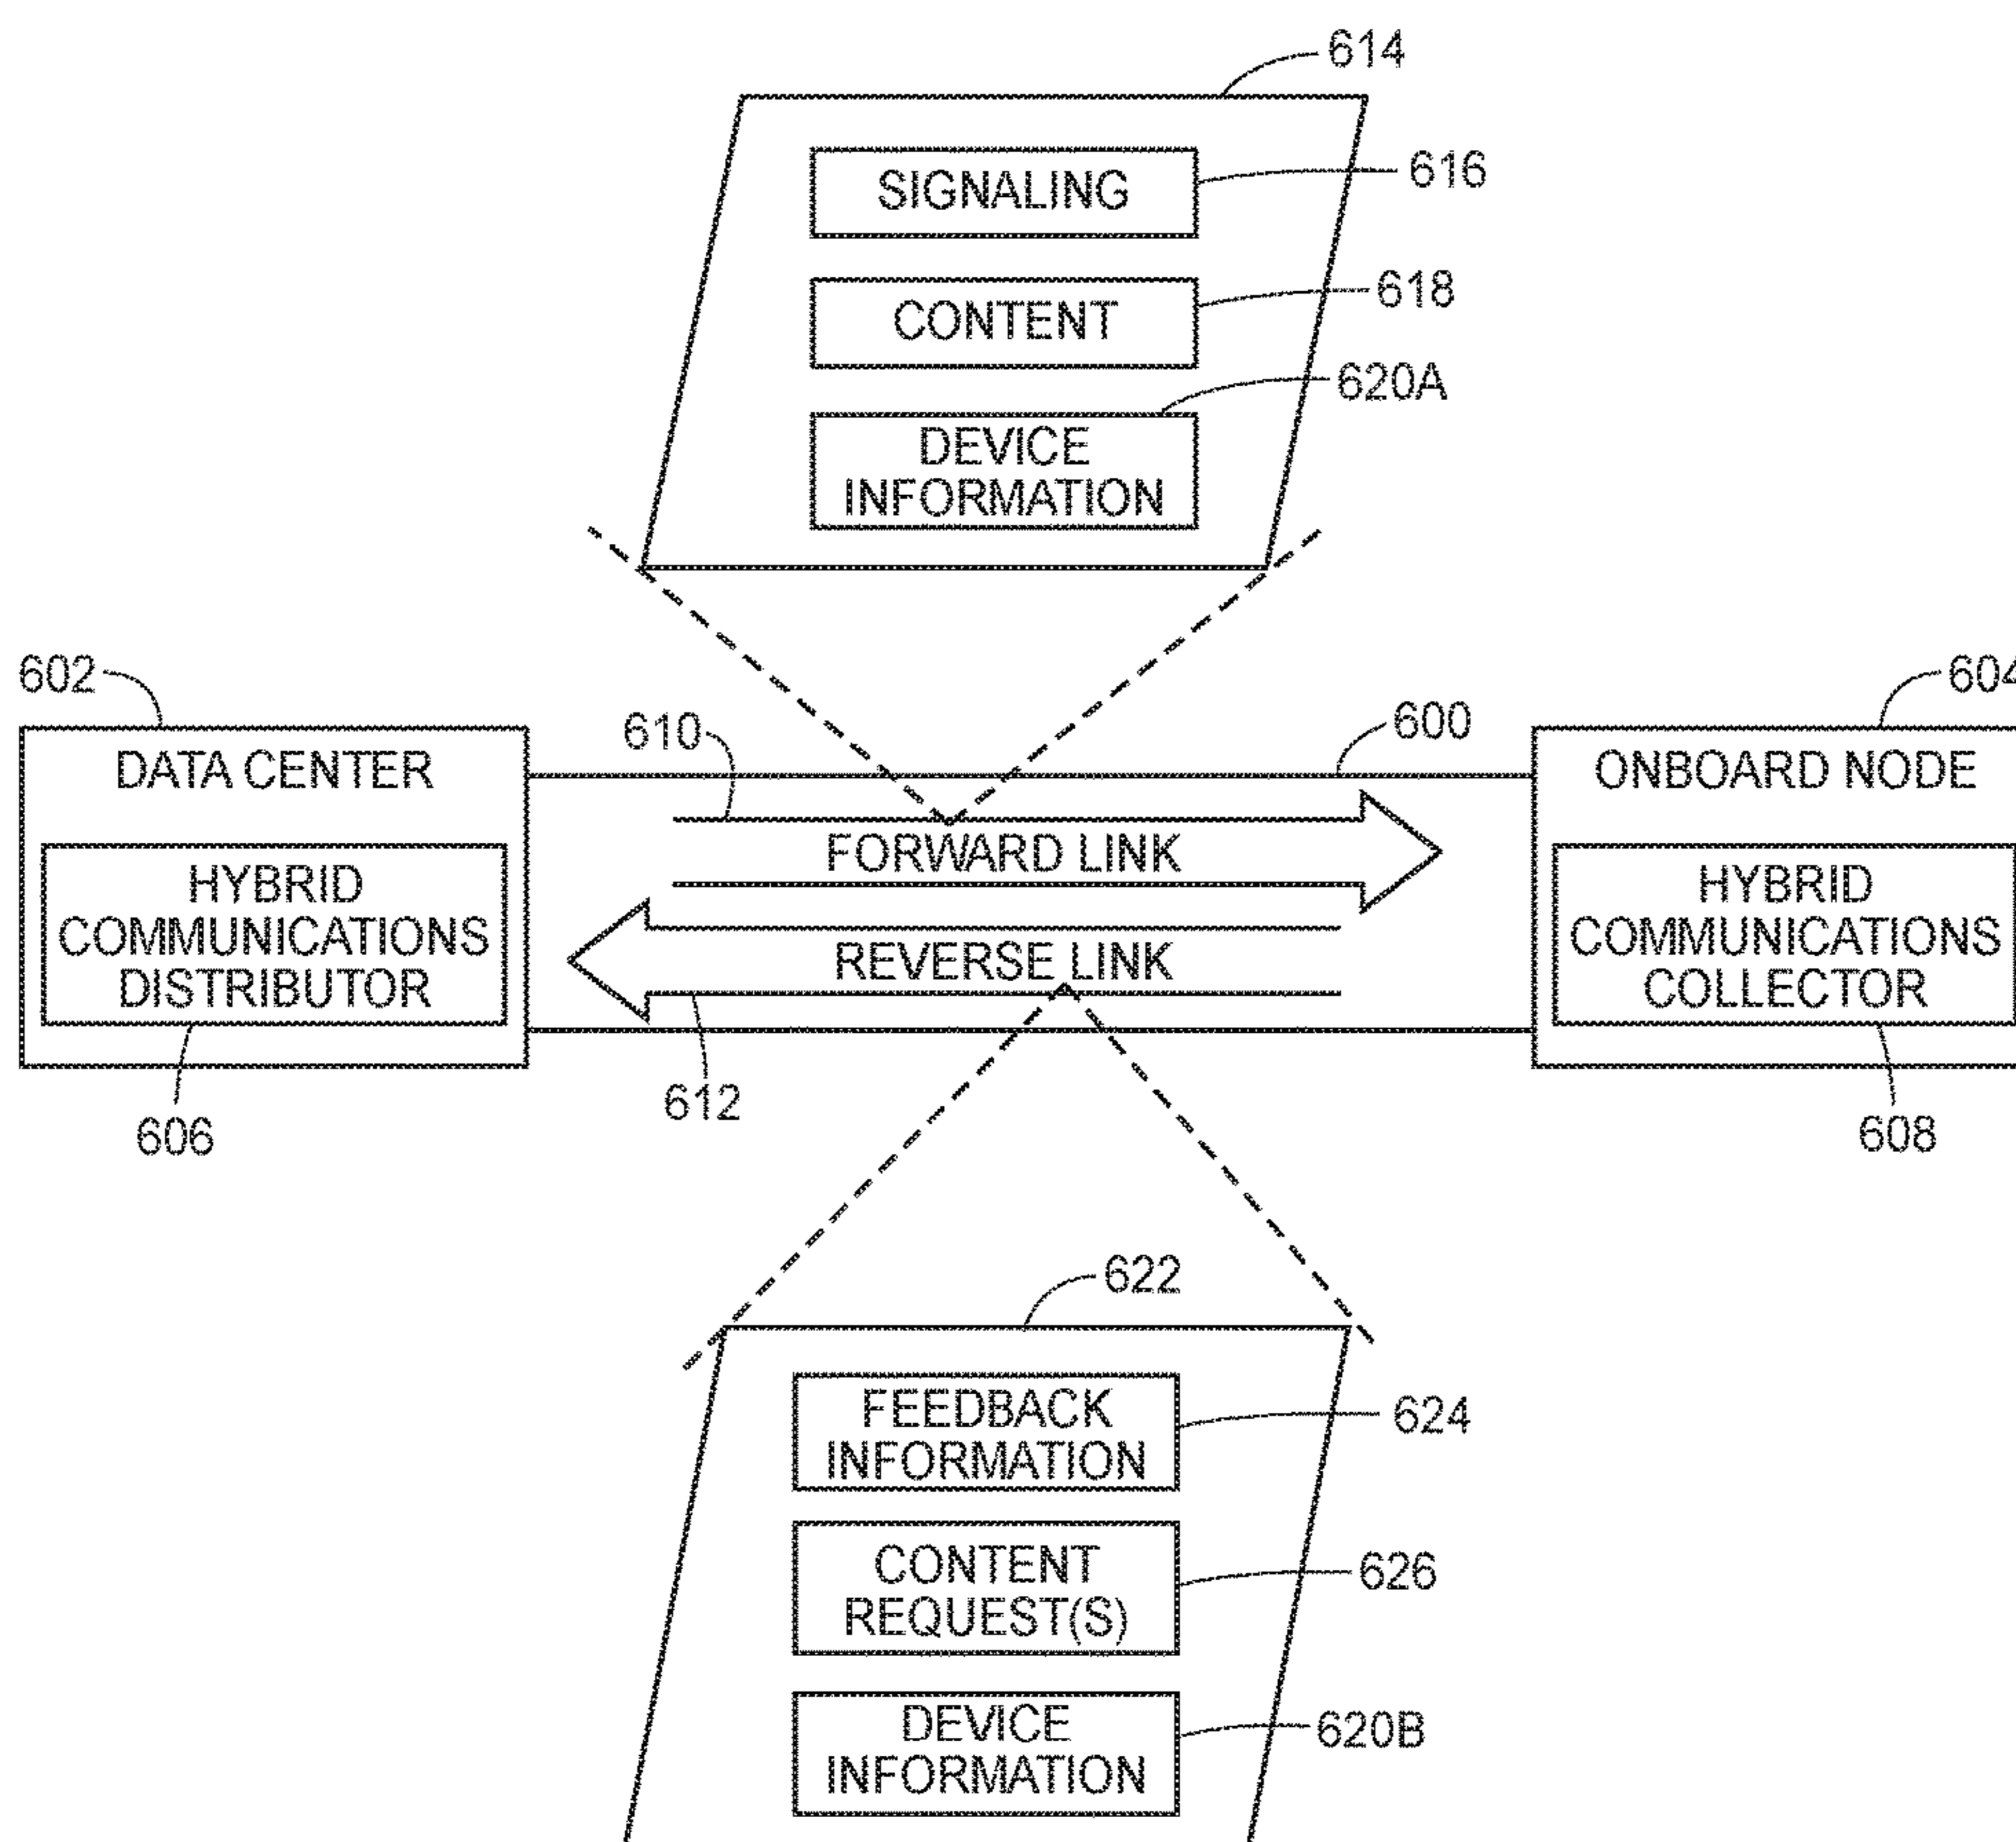 614
SIGNALING
616
CONTENT
618
620A
DEVICE
INFORMATION
602
604
610
600
DATA CENTER
ONBOARD NODE
FORWARD LINK
HYBRID
COMMUNICATIONS
DISTRIBUTOR
HYBRID
COMMUNICATIONS
COLLECTOR
REVERSE LINK
612
606
608
622
FEEDBACK
INFORMATION
624
CONTENT
REQUEST(S)
626
DEVICE
INFORMATION
620B